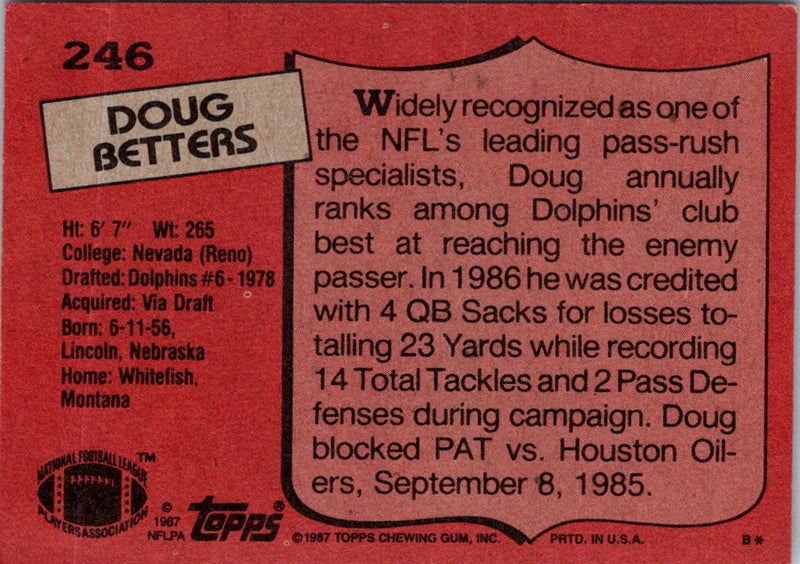 246
DOUG
BETTERS
Ht: 6' 7" Wt: 265
College: Nevada (Reno)
Drafted: Dolphins #6-1978
Acquired: Via Draft
Born: 6-11-56,
Lincoln, Nebraska
Home: Whitefish,
Montana
Widely recognized as one of
the NFL's leading pass-rush
specialists, Doug annually
ranks among Dolphins' club
best at reaching the enemy
passer. In 1986 he was credited
with 4 QB Sacks for losses to-
talling 23 Yards while recording
14 Total Tackles and 2 Pass De-
fenses during campaign. Doug
blocked PAT vs. Houston Oil-
ers, September 8, 1985.
NATIONAL FOOTBALL LEAGUE
PLAYERS ASSOCIATION
™
© 1987
NFLPA
TOPPS®
©1987 TOPPS CHEWING GUM, INC. PRTD. IN U.S.A. B*